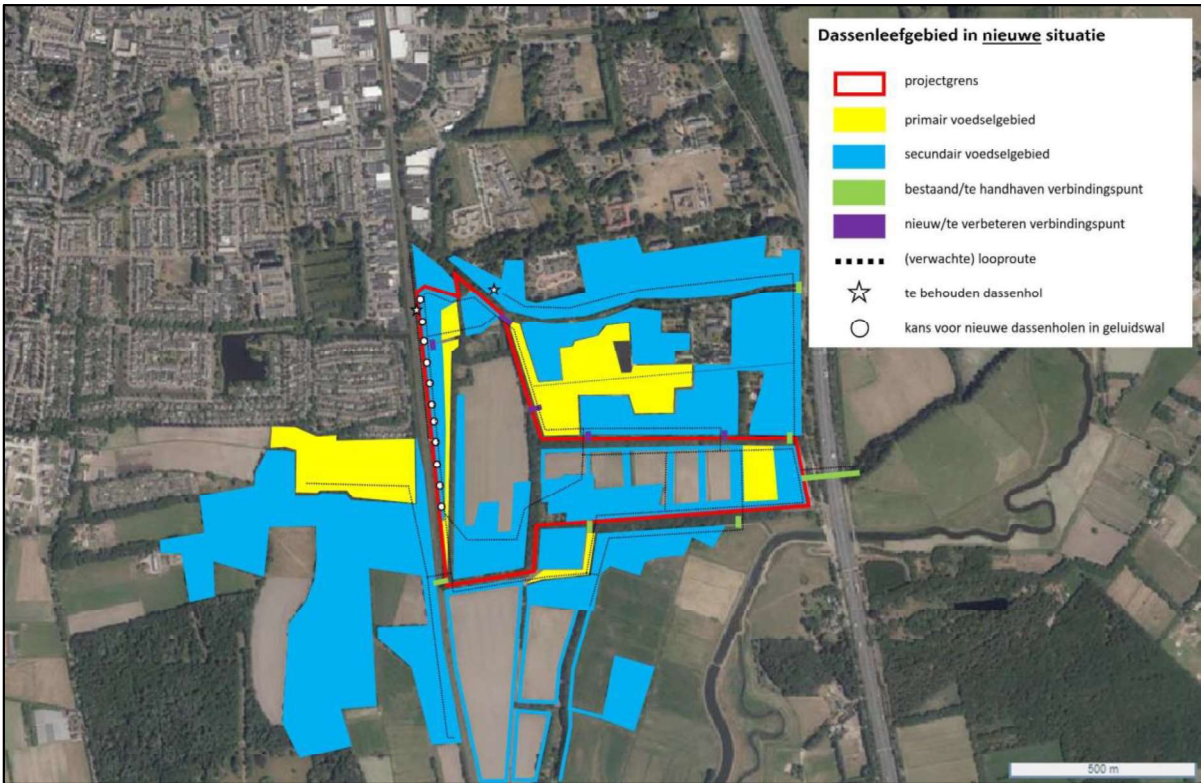 Dassenleefgebied in nieuwe situatie
projectgrens
primair voedselgebied
secundair voedselgebied
bestaand/te handhaven verbindingspunt
nieuw/te verbeteren verbindingspunt
(verwachte) looproute
te behouden dassenhol
kans voor nieuwe dassenholen in geluidswal
500 m